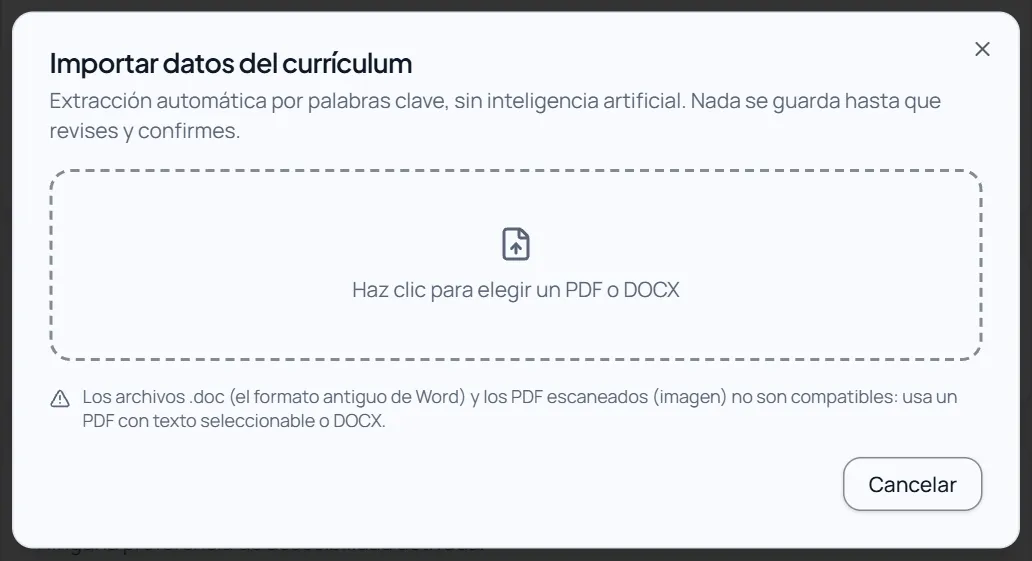 Importar datos del currículum
Extracción automática por palabras clave, sin inteligencia artificial. Nada se guarda hasta que
revises y confirmes.
Haz clic para elegir un PDF o DOCX
Los archivos .doc (el formato antiguo de Word) y los PDF escaneados (imagen) no son compatibles: usa un
PDF con texto seleccionable o DOCX.
Cancelar